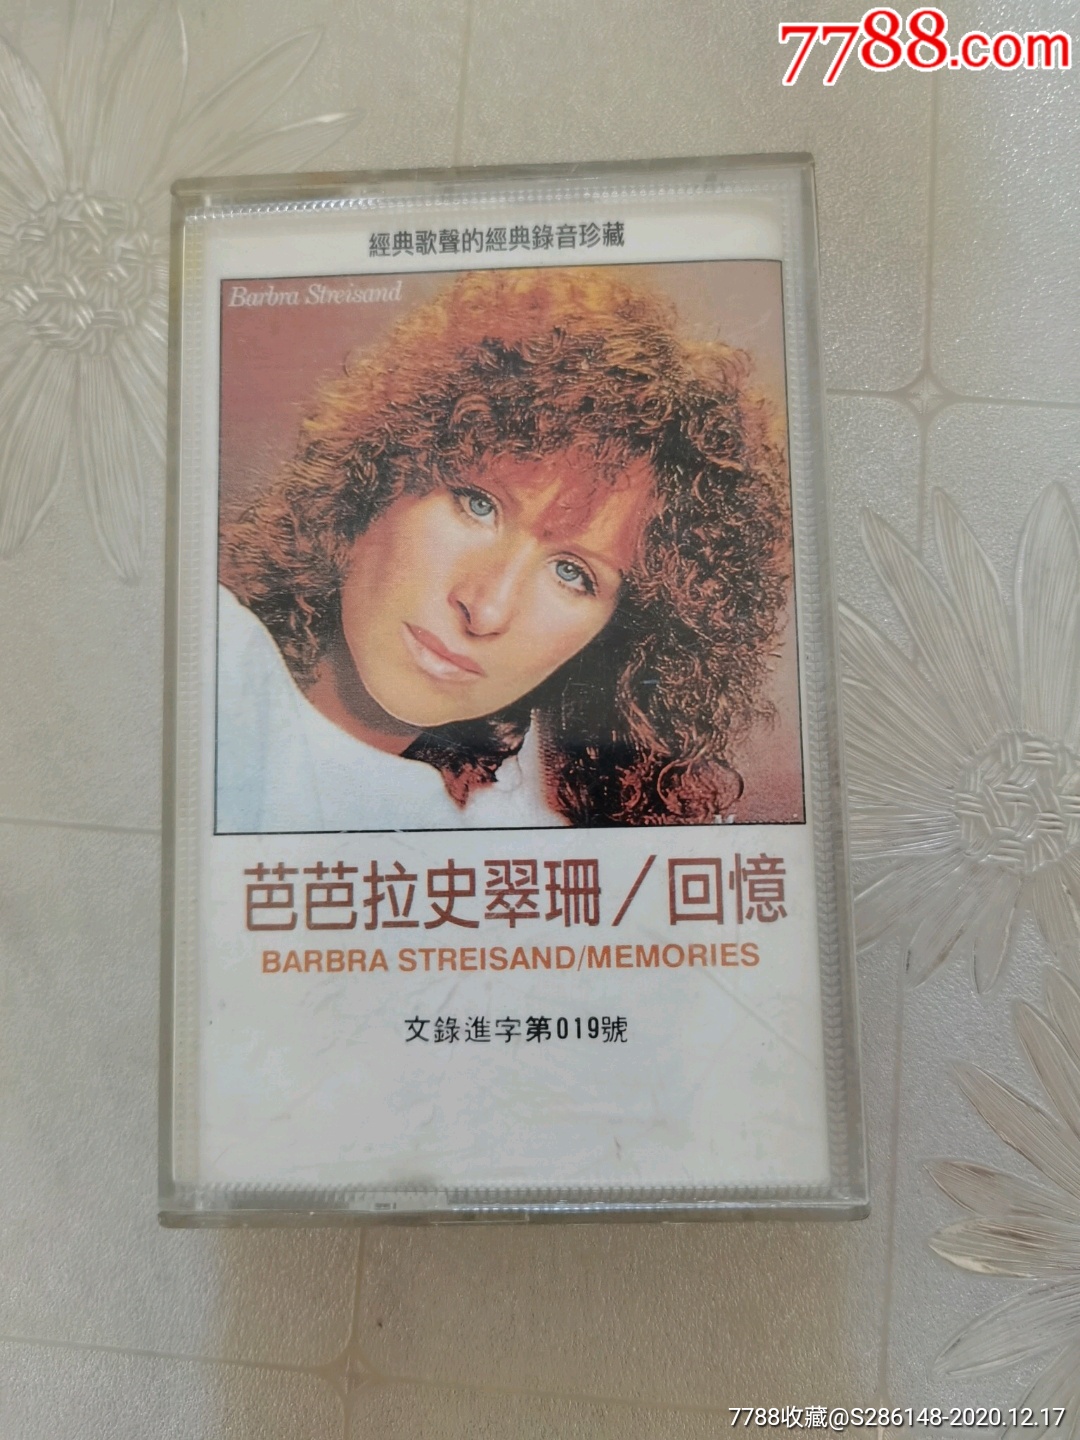 7788.com
經典歌聲的經典錄音珍藏
Barbra Streisand
芭芭拉史翠珊/回憶
BARBRA STREISAND/MEMORIES
文錄進字第019號
7788收藏@S286148-2020.12.17